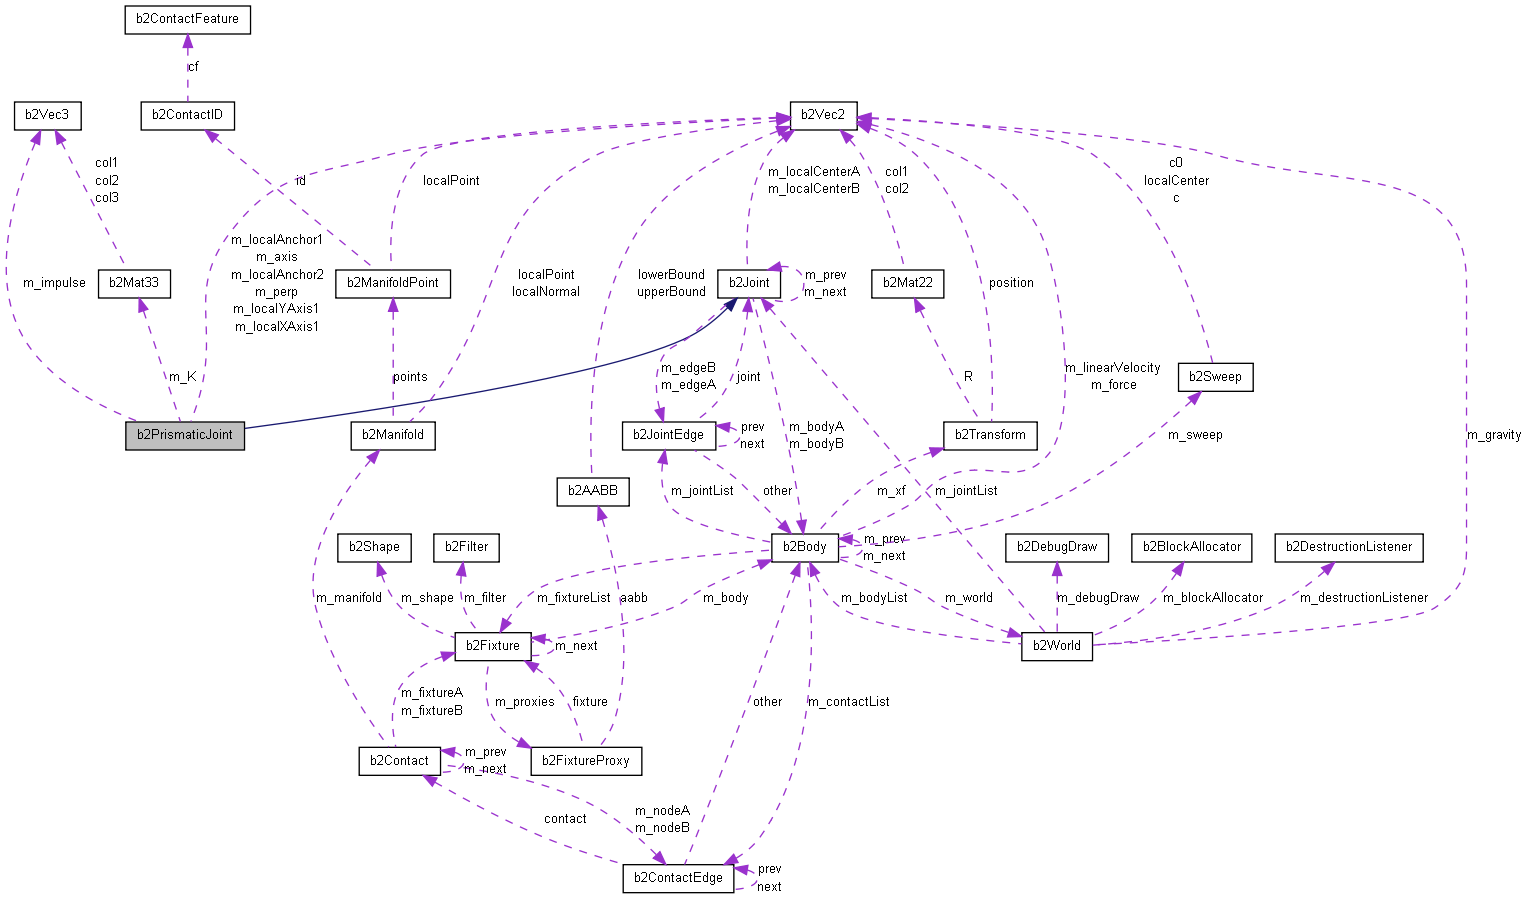 b2ContactFeature
cf
b2Vec3
b2ContactID
b2Vec2
col1
col2
col3
id
localPoint
m_localCenterA
m_localCenterB
col1
col2
c0
localCenter
c
m_impulse
b2Mat33
m_localAnchor1
m_axis
m_localAnchor2
m_perp
m_localYAxis1
m_localXAxis1
b2ManifoldPoint
localPoint
localNormal
lowerBound
upperBound
b2Joint
m_prev
m_next
b2Mat22
position
m_K
points
m_edgeB
m_edgeA
joint
R
m_linearVelocity
m_force
b2Sweep
b2PrismaticJoint
b2Manifold
b2JointEdge
prev
next
m_bodyA
m_bodyB
b2Transform
m_sweep
m_gravity
b2AABB
m_jointList
other
m_xf
m_jointList
b2Shape
b2Filter
b2Body
m_prev
m_next
b2DebugDraw
b2BlockAllocator
b2DestructionListener
m_manifold
m_shape
m_filter
m_fixtureList
aabb
m_body
m_bodyList
m_world
m_debugDraw
m_blockAllocator
m_destructionListener
b2Fixture
m_next
b2World
m_fixtureA
m_fixtureB
m_proxies
fixture
other
m_contactList
b2Contact
m_prev
m_next
b2FixtureProxy
contact
m_nodeA
m_nodeB
b2ContactEdge
prev
next